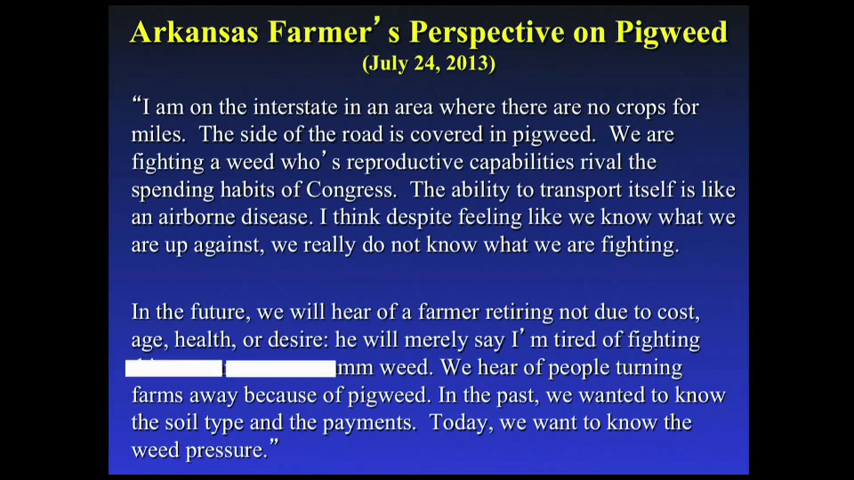 Arkansas Farmer’s Perspective on Pigweed
(July 24, 2013)
“I am on the interstate in an area where there are no crops for
miles.  The side of the road is covered in pigweed.  We are
fighting a weed who’s reproductive capabilities rival the
spending habits of Congress.  The ability to transport itself is like
an airborne disease. I think despite feeling like we know what we
are up against, we really do not know what we are fighting.
In the future, we will hear of a farmer retiring not due to cost,
age, health, or desire: he will merely say I’m tired of fighting
mm weed. We hear of people turning
farms away because of pigweed. In the past, we wanted to know
the soil type and the payments.  Today, we want to know the
weed pressure.”